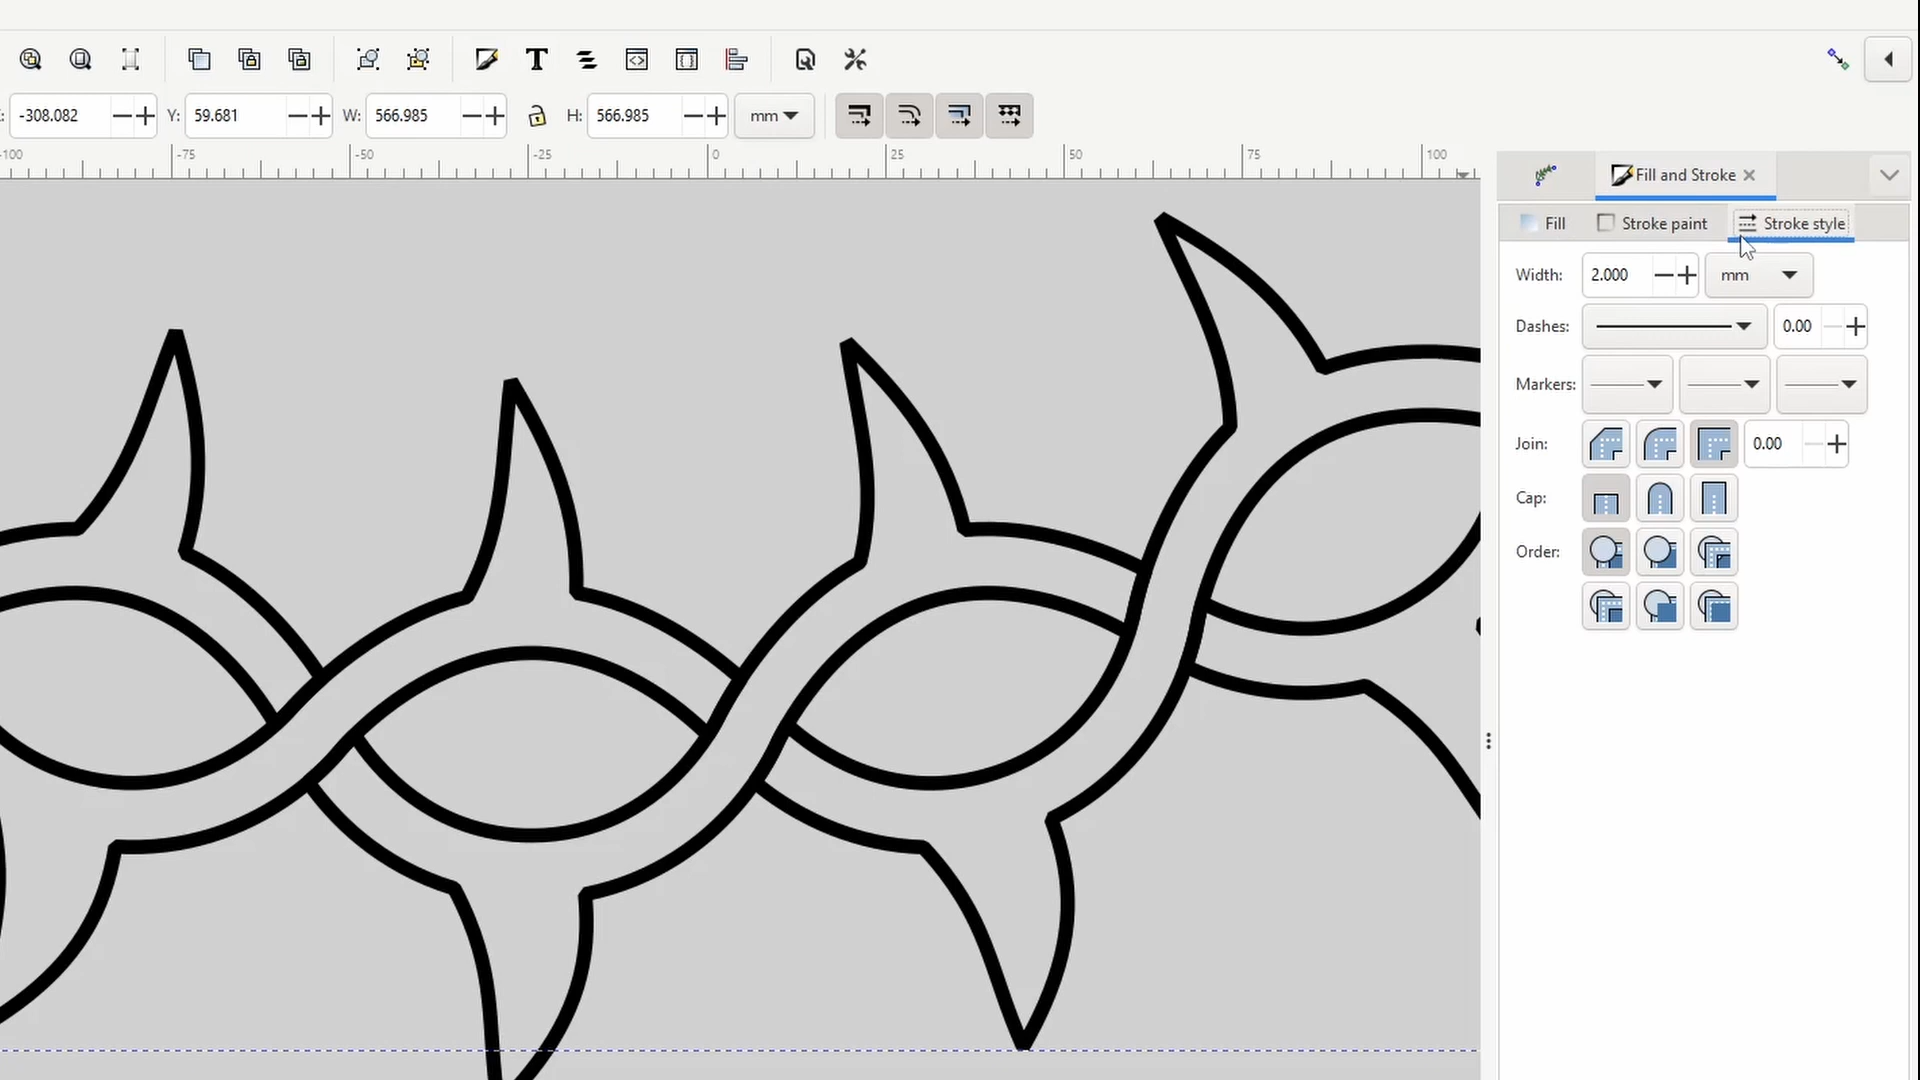 : -308.082 Y: 59.681 W: 566.985 H: 566.985 mm
-100 -75 -50 -25 0 25 50 75 100
Fill and Stroke
Fill Stroke paint Stroke style
Width: 2.000 mm
Dashes: 0.00
Markers:
Join: 0.00
Cap:
Order: